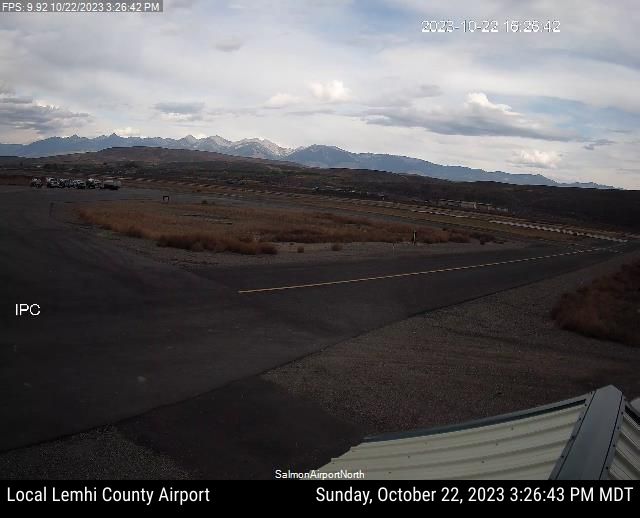 FPS: 9.92 10/22/2023 3:26:42 PM
2023-10-22 15:25:42
IPC
SalmonAirportNorth
Local Lemhi County Airport
Sunday, October 22, 2023 3:26:43 PM MDT